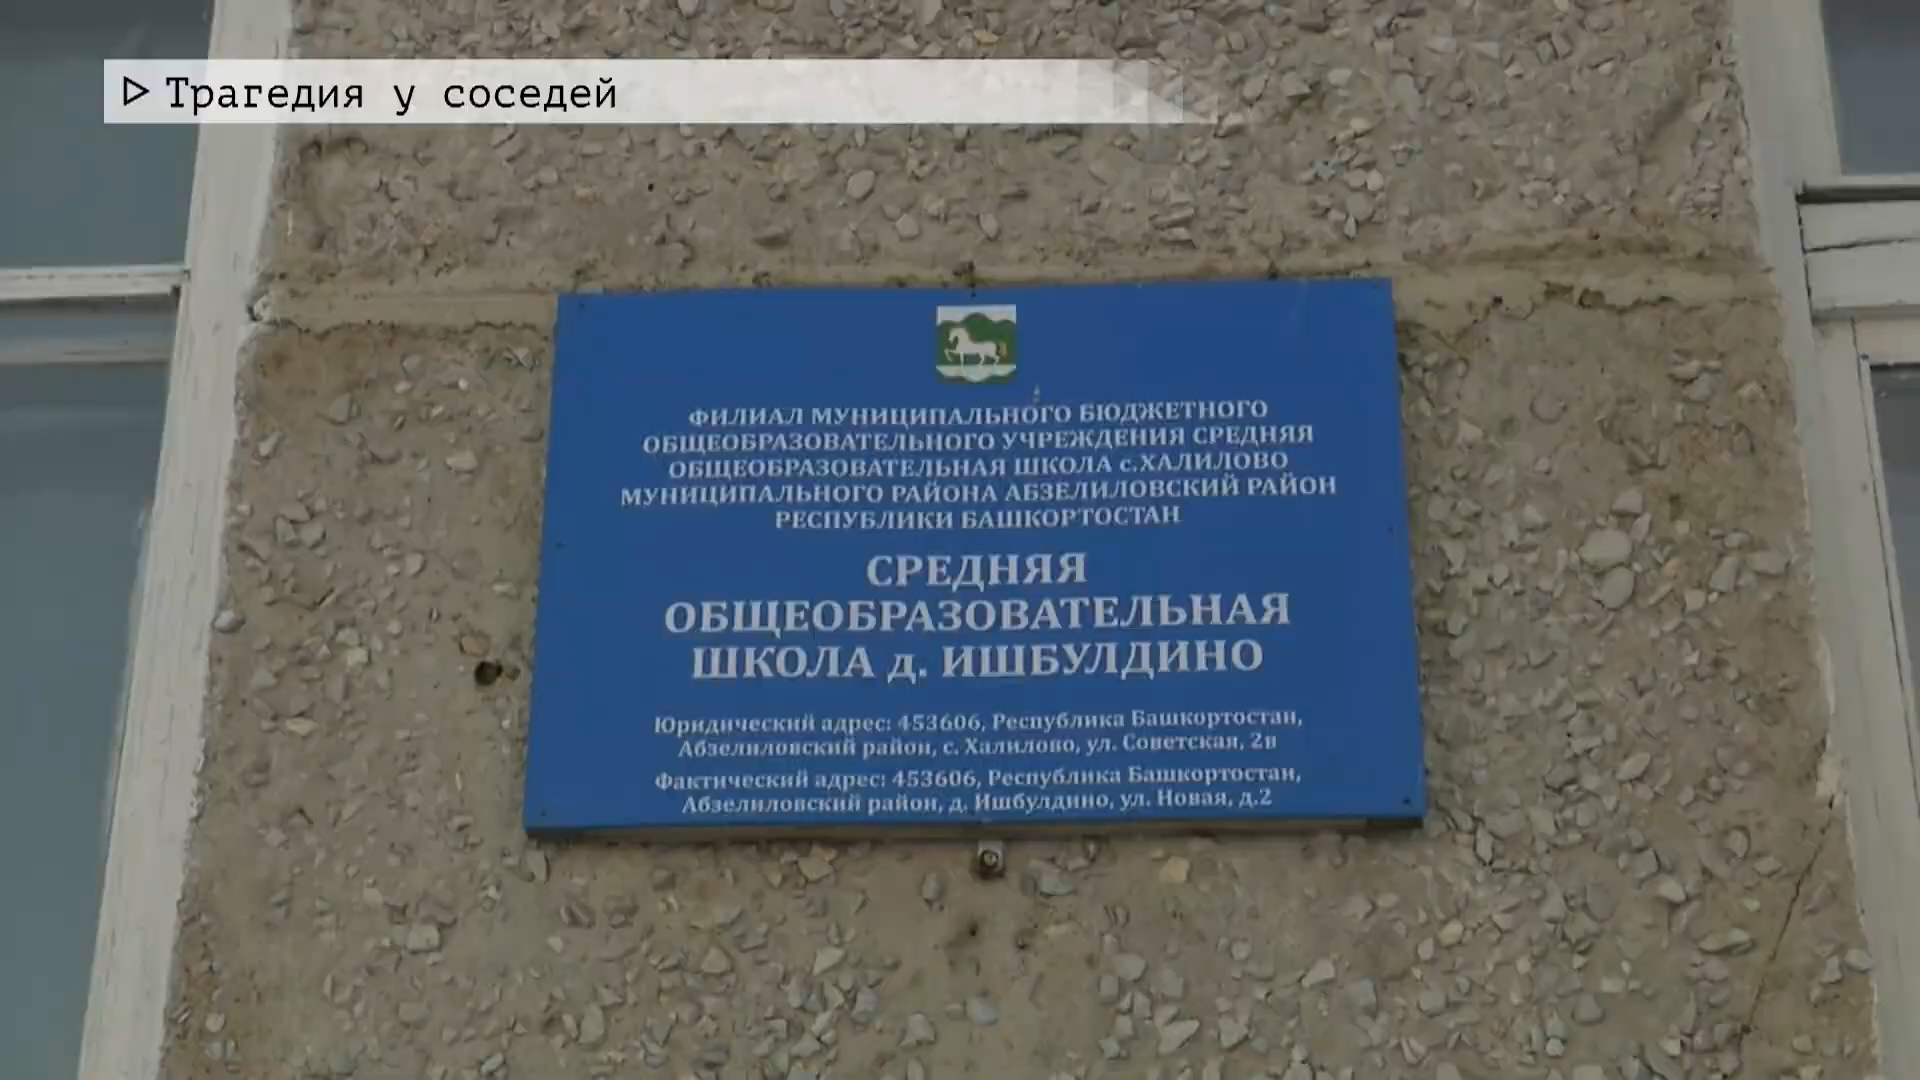 Трагедия у соседей
ФИЛИАЛ МУНИЦИПАЛЬНОГО БЮДЖЕТНОГО
ОБЩЕОБРАЗОВАТЕЛЬНОГО УЧРЕЖДЕНИЯ СРЕДНЯЯ
ОБЩЕОБРАЗОВАТЕЛЬНАЯ ШКОЛА с.ХАЛИЛОВО
МУНИЦИПАЛЬНОГО РАЙОНА АБЗЕЛИЛОВСКИЙ РАЙОН
РЕСПУБЛИКИ БАШКОРТОСТАН
СРЕДНЯЯ
ОБЩЕОБРАЗОВАТЕЛЬНАЯ
ШКОЛА д. ИШБУЛДИНО
Юридический адрес: 453606, Республика Башкортостан,
Абзелиловский район, с. Халилово, ул. Советская, 2в
Фактический адрес: 453606, Республика Башкортостан,
Абзелиловский район, д. Ишбулдино, ул. Новая, д.2